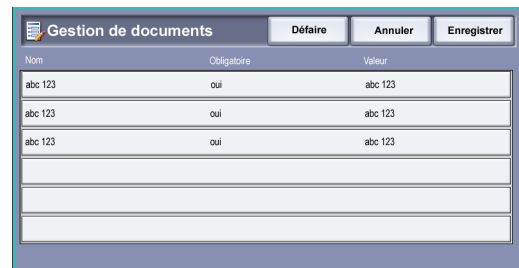 Gestion de documents Défaire Annuler Enregistrer
Nom Obligatoire Valeur
abc 123 oui abc 123
abc 123 oui abc 123
abc 123 oui abc 123